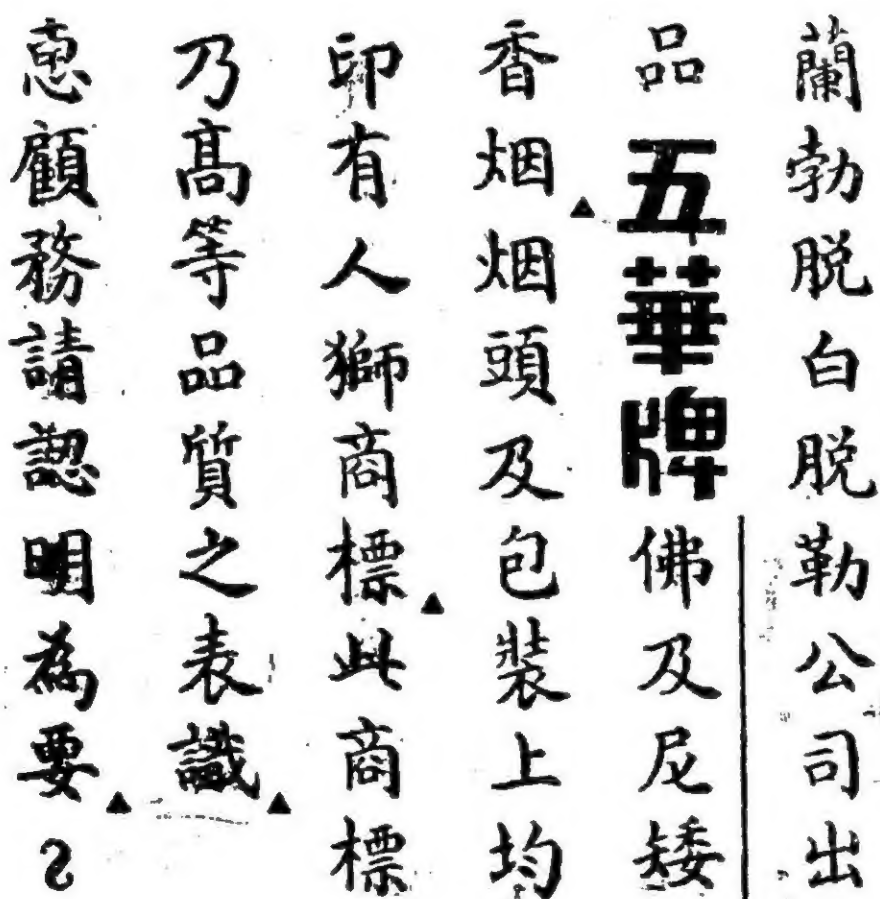 蘭勃脱白脱勒公司出
品五華牌佛及尼矮
香烟▲烟頭及包裝上均
印有人獅商標▲此商標
乃高等品質之表識▲
惠顧務請認明為要▲